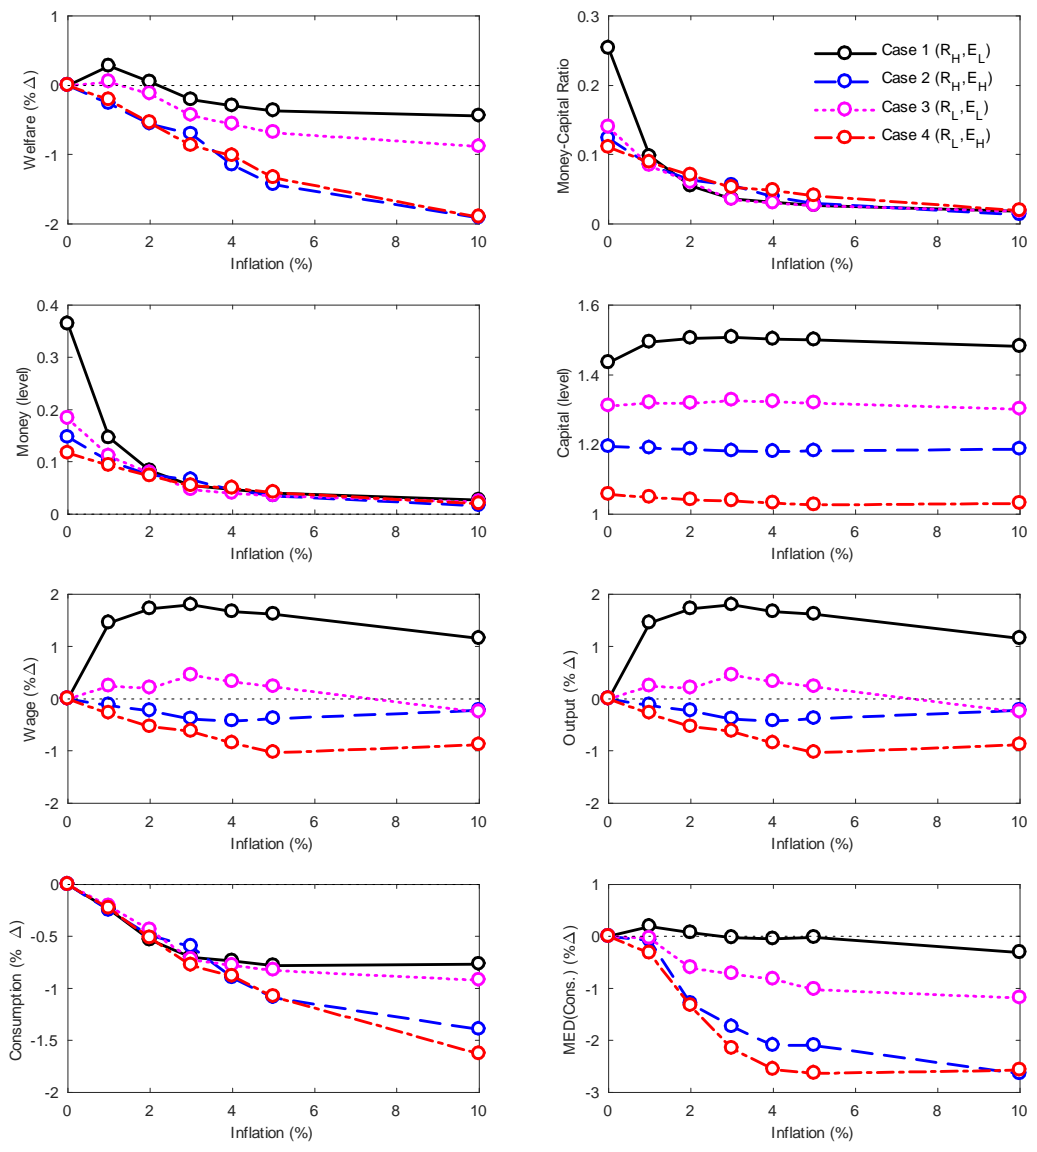 Welfare (% Δ)
1
0
-1
-2
0 2 4 6 8 10
Inflation (%)
Money-Capital Ratio
0.3
0.2
0.1
0
0 2 4 6 8 10
Inflation (%)
Case 1 (R_H,E_L)
Case 2 (R_H,E_H)
Case 3 (R_L,E_L)
Case 4 (R_L,E_H)
Money (level)
0.4
0.3
0.2
0.1
0
0 2 4 6 8 10
Inflation (%)
Capital (level)
1.6
1.4
1.2
1
0 2 4 6 8 10
Inflation (%)
Wage (% Δ)
2
1
0
-1
-2
0 2 4 6 8 10
Inflation (%)
Output (% Δ)
2
1
0
-1
-2
0 2 4 6 8 10
Inflation (%)
Consumption (% Δ)
0
-0.5
-1
-1.5
-2
0 2 4 6 8 10
Inflation (%)
MED(Cons.) (% Δ)
1
0
-1
-2
-3
0 2 4 6 8 10
Inflation (%)